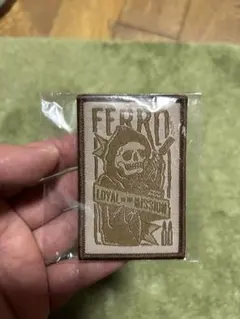 FERRO
LOYAL TO THE MISSION